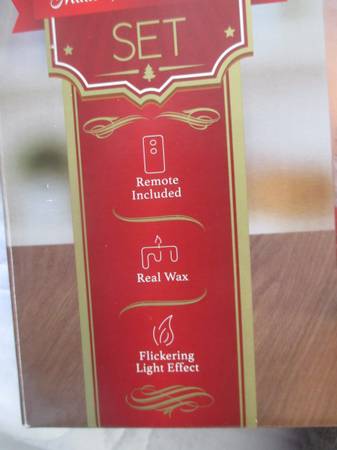 SET
Remote
Included
Real Wax
Flickering
Light Effect